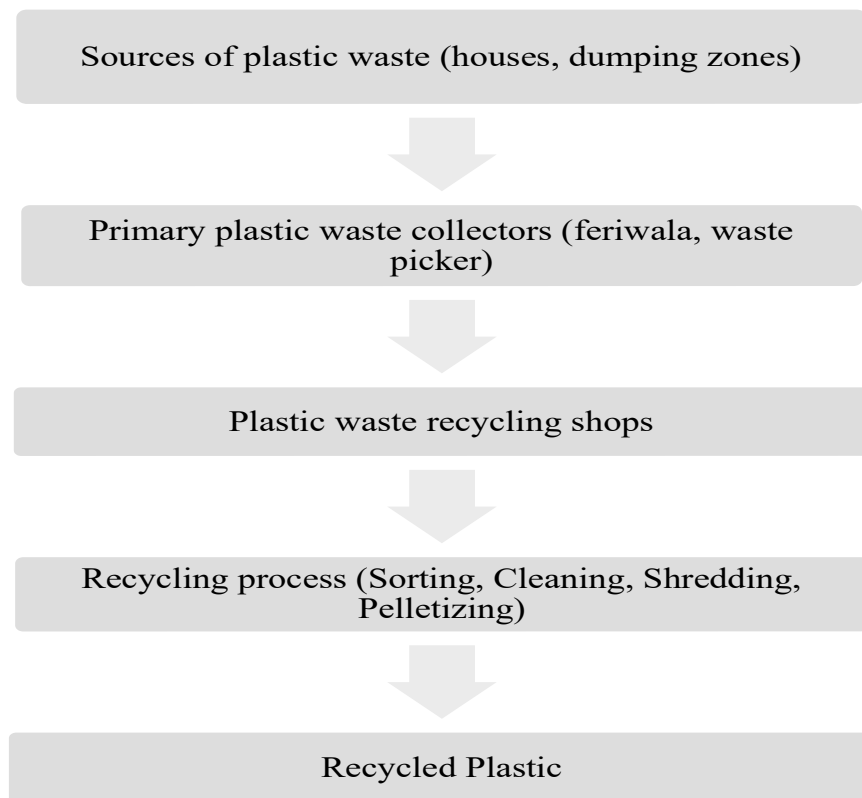 Sources of plastic waste (houses, dumping zones)
Primary plastic waste collectors (feriwala, waste
picker)
Plastic waste recycling shops
Recycling process (Sorting, Cleaning, Shredding,
Pelletizing)
Recycled Plastic